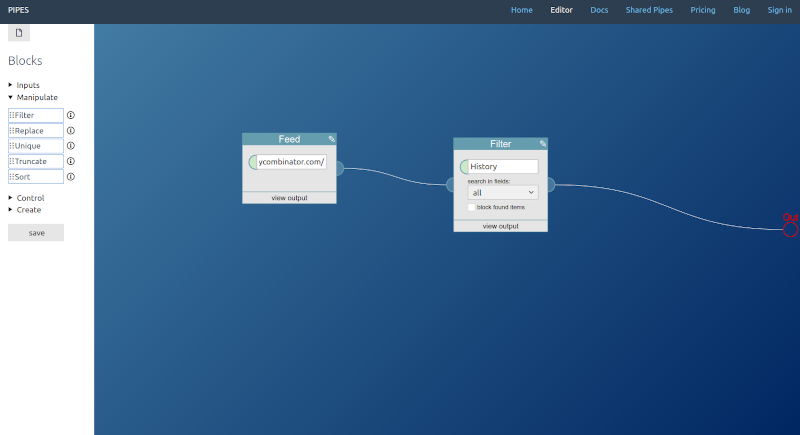 PIPES
Home
Editor
Docs
Shared Pipes
Pricing
Blog
Sign in
Blocks
Inputs
Manipulate
Filter
Replace
Unique
Truncate
Sort
Control
Create
save
Feed
ycombinator.com/
view output
Filter
History
search in fields:
all
block found items
view output
Out